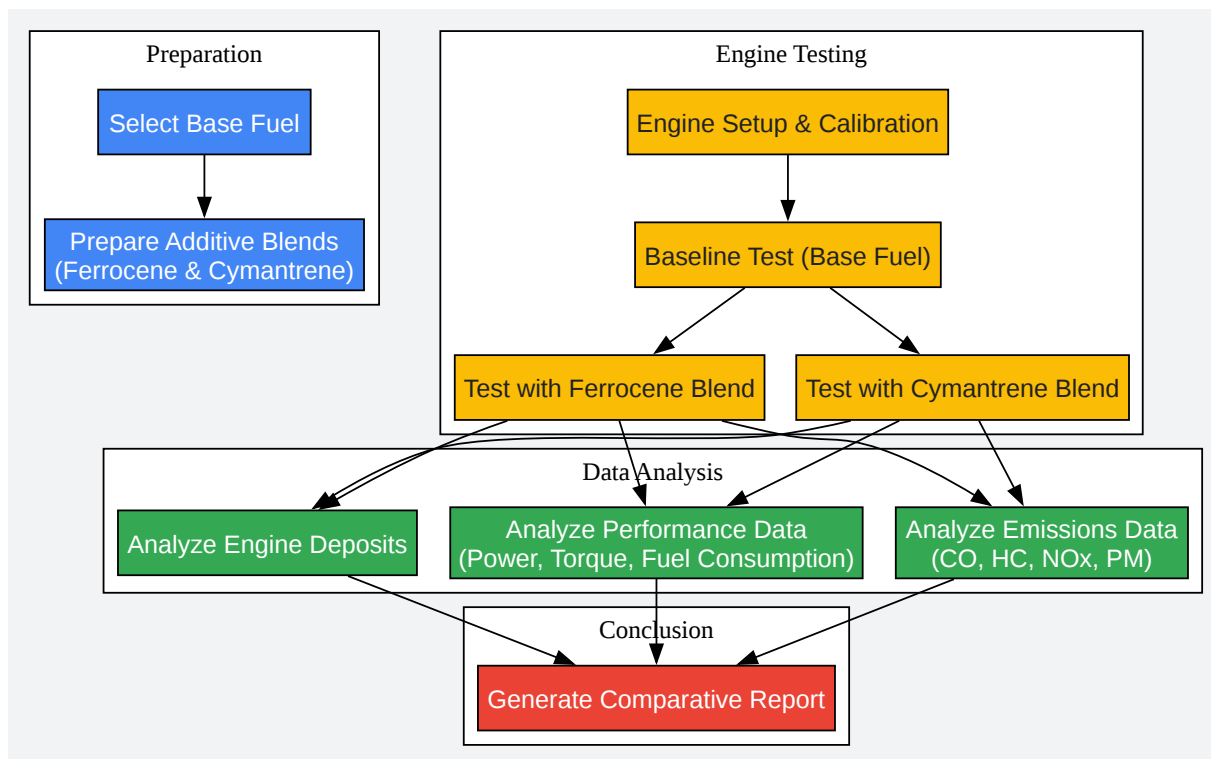 Preparation
Select Base Fuel
Prepare Additive Blends
(Ferrocene & Cymantrene)
Engine Testing
Engine Setup & Calibration
Baseline Test (Base Fuel)
Test with Ferrocene Blend
Test with Cymantrene Blend
Data Analysis
Analyze Engine Deposits
Analyze Performance Data
(Power, Torque, Fuel Consumption)
Analyze Emissions Data
(CO, HC, NOx, PM)
Conclusion
Generate Comparative Report